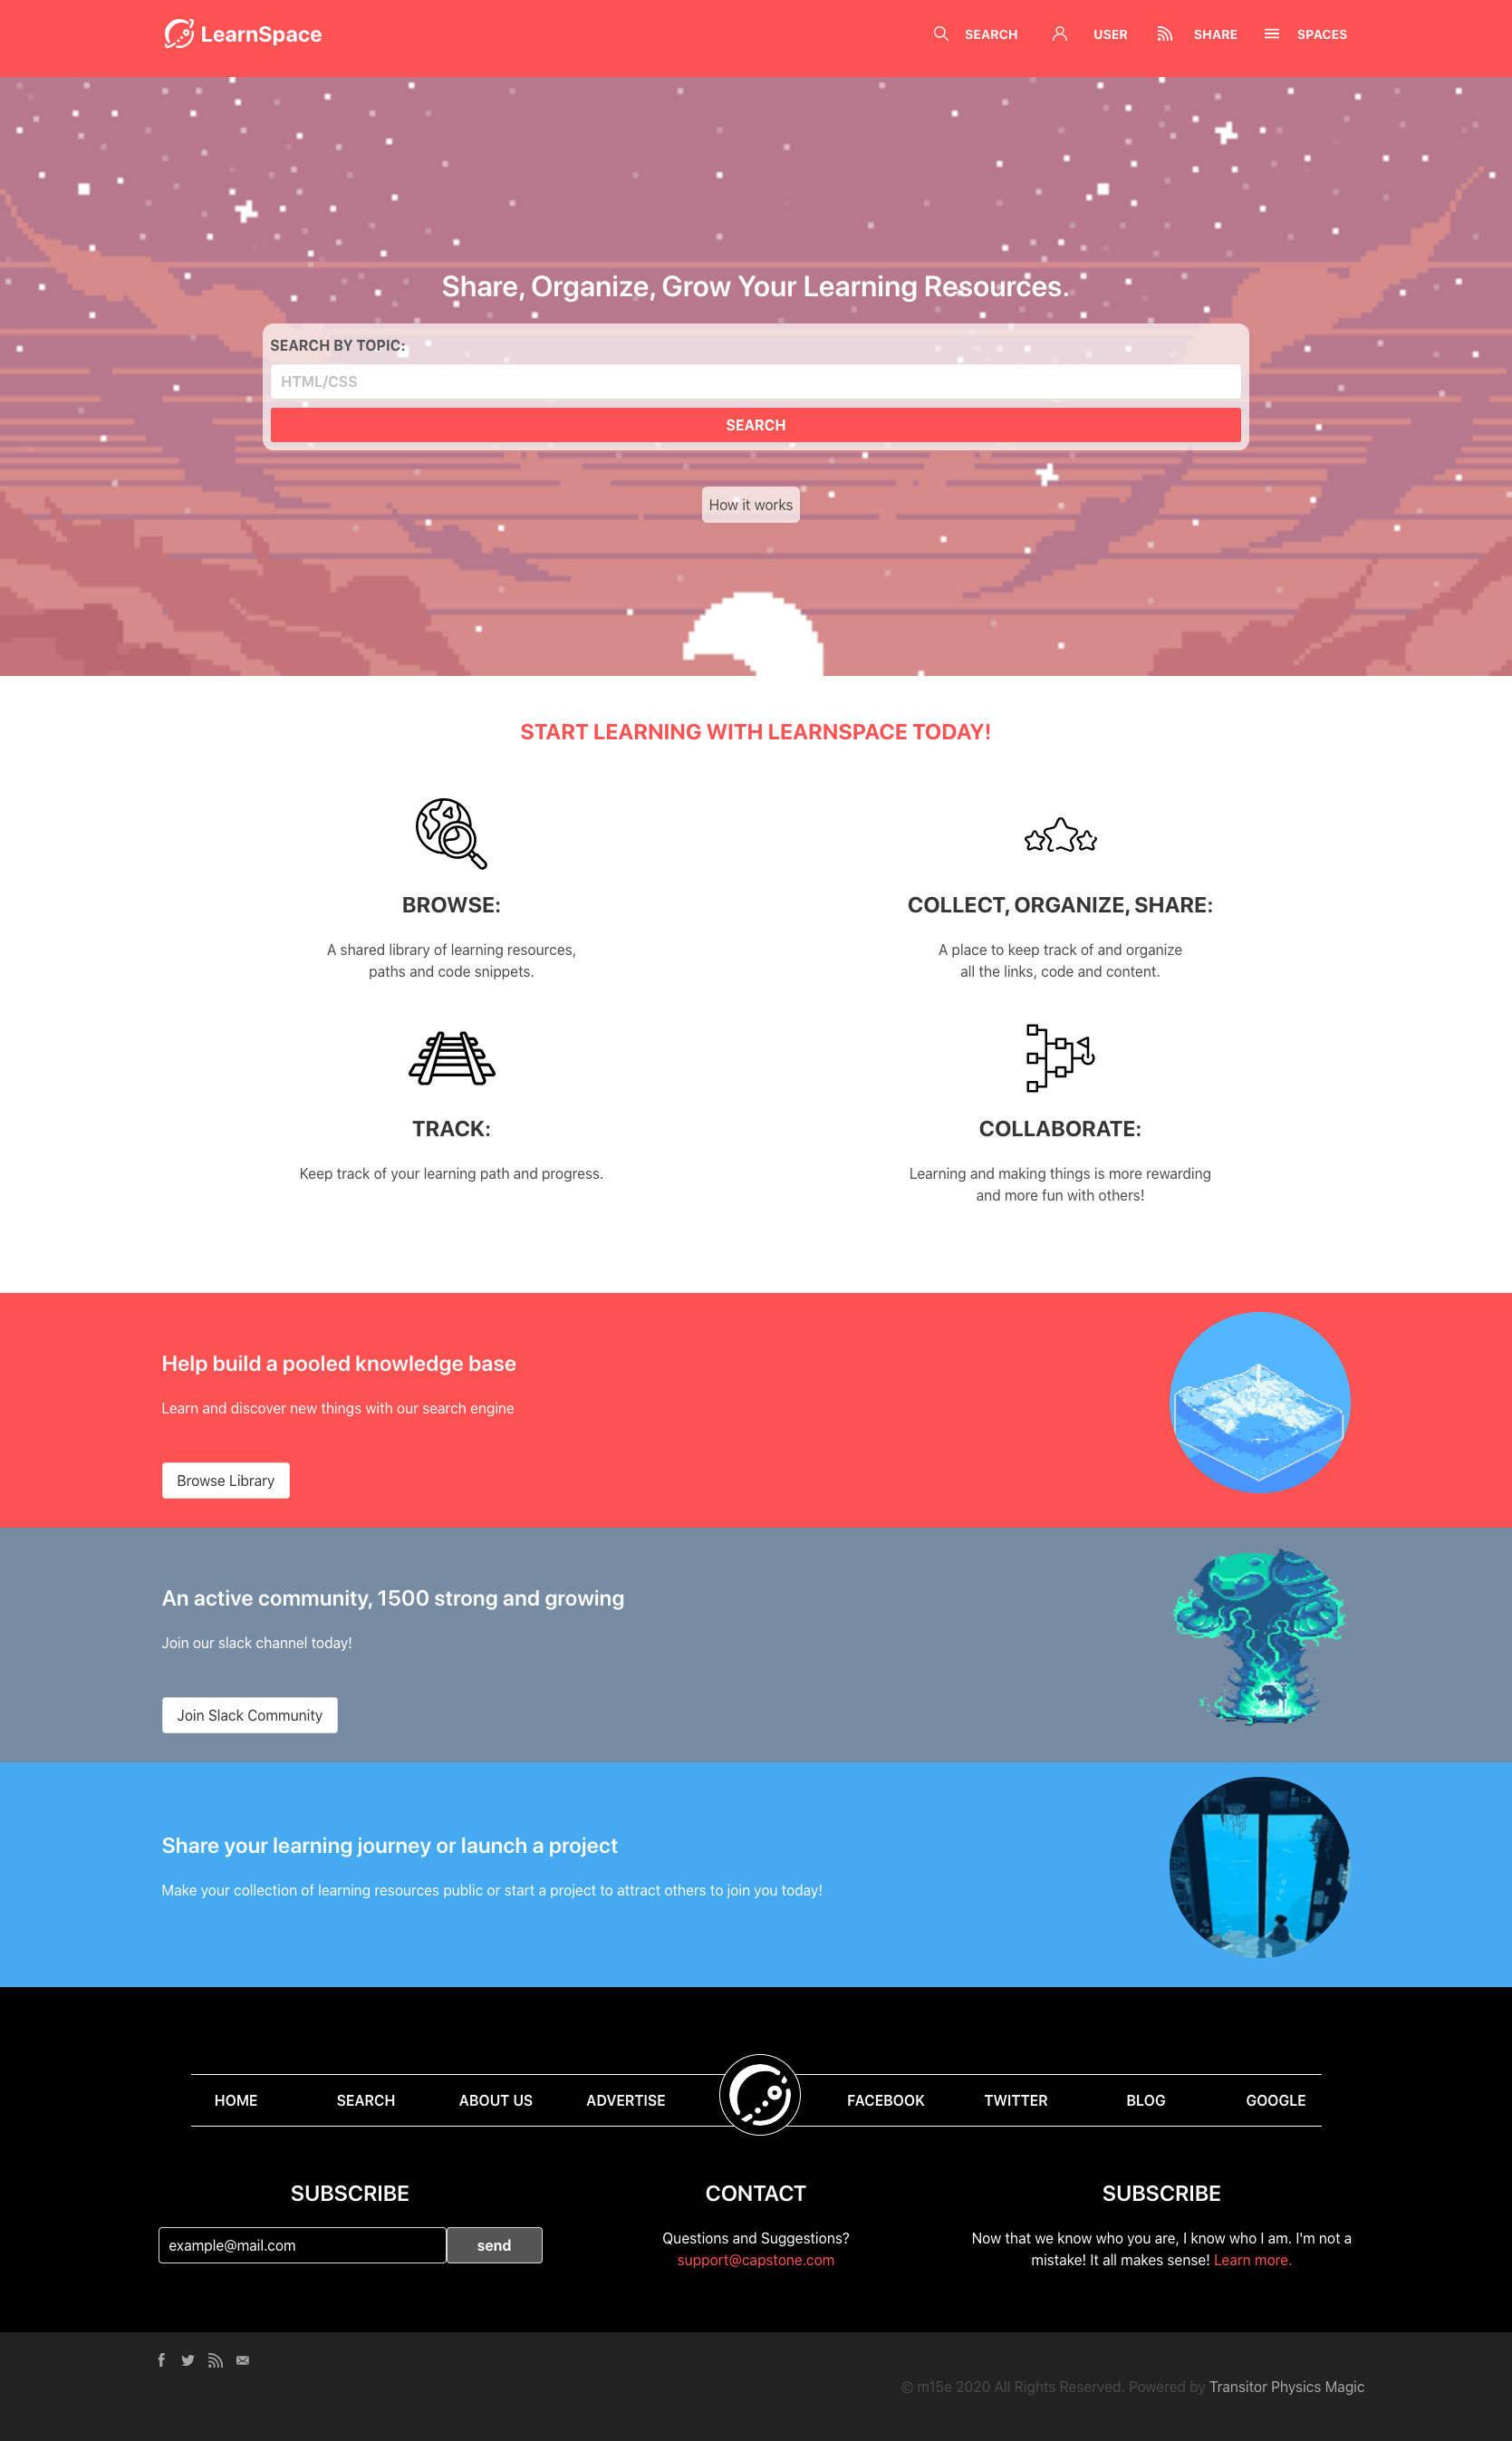 LearnSpace
SEARCH
USER
SHARE
SPACES
Share, Organize, Grow Your Learning Resources.
SEARCH BY TOPIC:
HTML/CSS
SEARCH
How it works
START LEARNING WITH LEARNSPACE TODAY!
BROWSE:
A shared library of learning resources,
paths and code snippets.
COLLECT, ORGANIZE, SHARE:
A place to keep track of and organize
all the links, code and content.
TRACK:
Keep track of your learning path and progress.
COLLABORATE:
Learning and making things is more rewarding
and more fun with others!
Help build a pooled knowledge base
Learn and discover new things with our search engine
Browse Library
An active community, 1500 strong and growing
Join our slack channel today!
Join Slack Community
Share your learning journey or launch a project
Make your collection of learning resources public or start a project to attract others to join you today!
HOME
SEARCH
ABOUT US
ADVERTISE
FACEBOOK
TWITTER
BLOG
GOOGLE
SUBSCRIBE
example@mail.com
send
CONTACT
Questions and Suggestions?
support@capstone.com
SUBSCRIBE
Now that we know who you are, I know who I am. I'm not a
mistake! It all makes sense! Learn more.
© m15e 2020 All Rights Reserved. Powered by Transitor Physics Magic